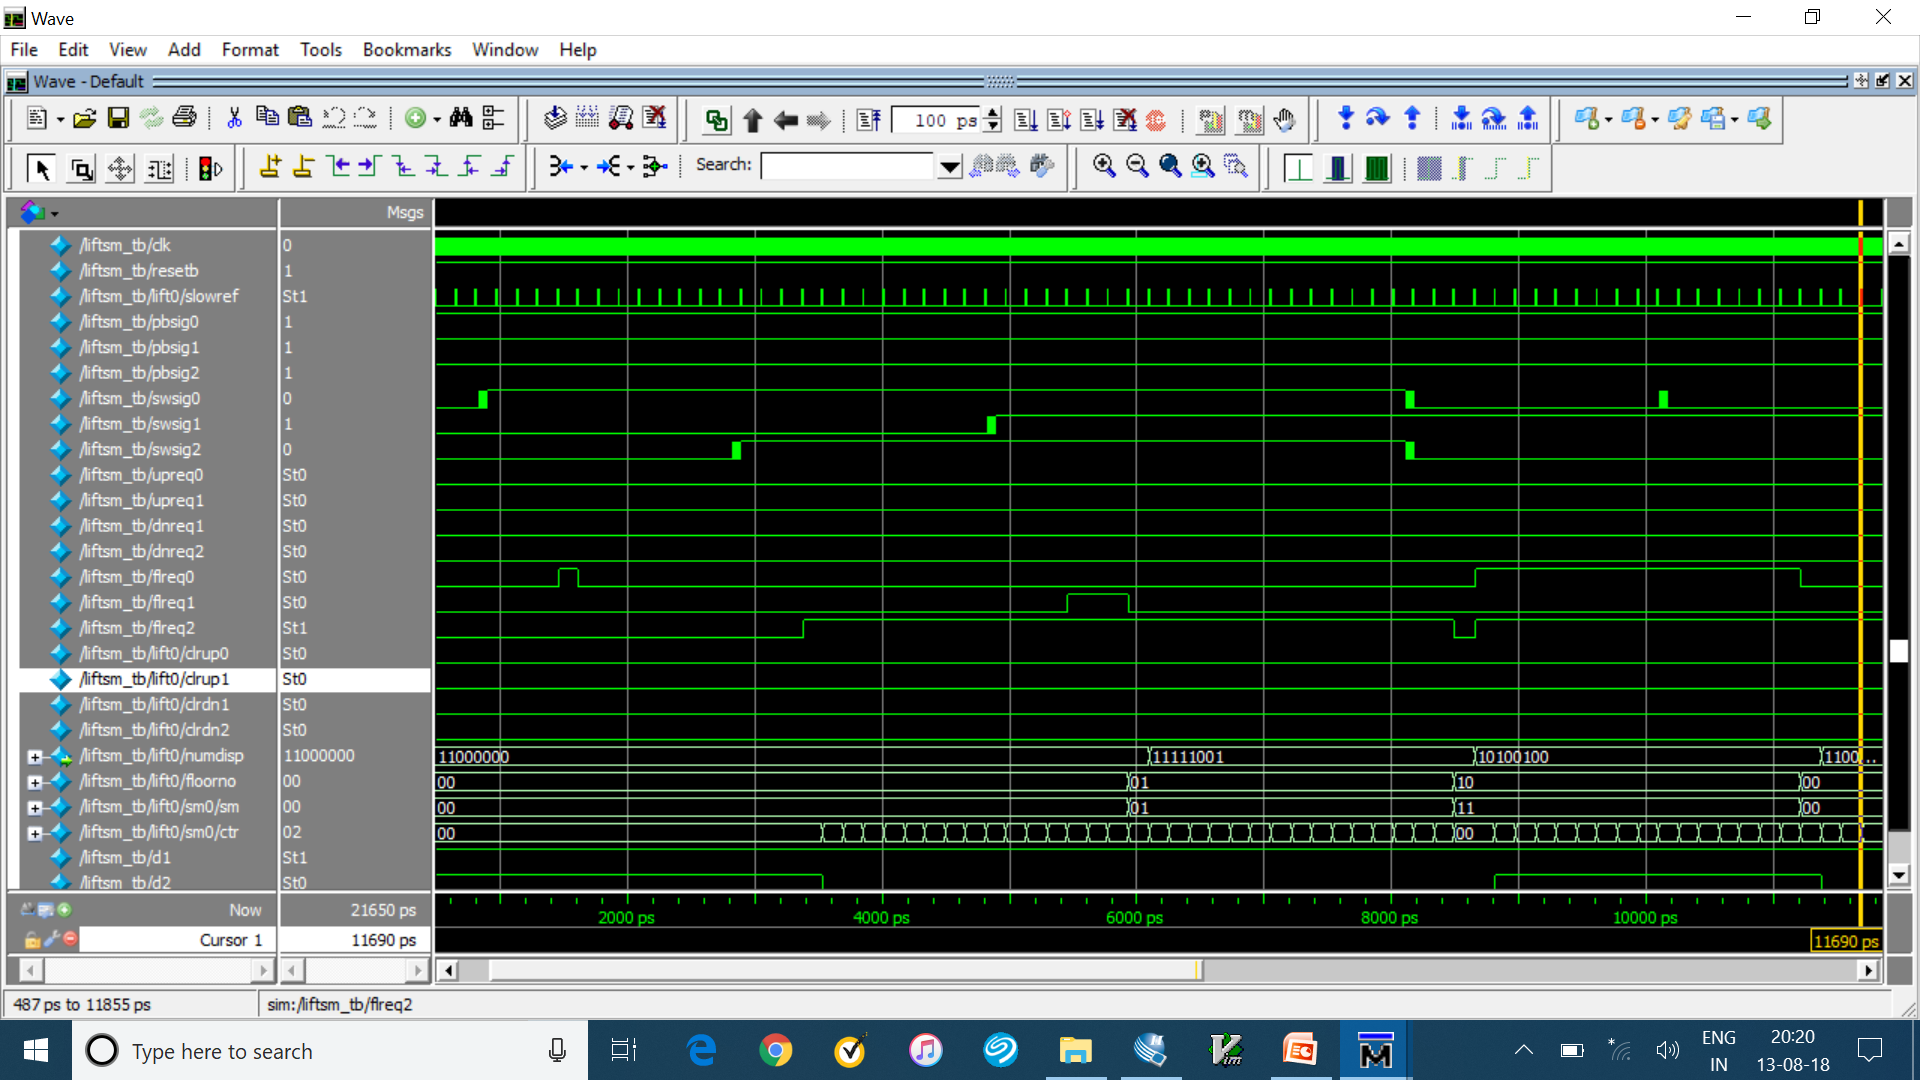 Wave
File Edit View Add Format Tools Bookmarks Window Help
Wave - Default
100 ps
Search:
Msgs
/liftsm_tb/clk 0
/liftsm_tb/resetb 1
/liftsm_tb/lift0/slowref St1
/liftsm_tb/pbsig0 1
/liftsm_tb/pbsig1 1
/liftsm_tb/pbsig2 1
/liftsm_tb/swsig0 0
/liftsm_tb/swsig1 1
/liftsm_tb/swsig2 0
/liftsm_tb/upreq0 St0
/liftsm_tb/upreq1 St0
/liftsm_tb/dnreq1 St0
/liftsm_tb/dnreq2 St0
/liftsm_tb/flreq0 St0
/liftsm_tb/flreq1 St0
/liftsm_tb/flreq2 St1
/liftsm_tb/lift0/clrup0 St0
/liftsm_tb/lift0/clrup1 St0
/liftsm_tb/lift0/clrdn1 St0
/liftsm_tb/lift0/clrdn2 St0
/liftsm_tb/lift0/numdisp 11000000 11000000 11111001 10100100 1100...
/liftsm_tb/lift0/floorno 00 00 01 10 00
/liftsm_tb/lift0/sm0/sm 00 00 01 11 00
/liftsm_tb/lift0/sm0/ctr 02 00 00
/liftsm_tb/d1 St1
/liftsm_tb/d2 St0
Now 21650 ps 2000 ps 4000 ps 6000 ps 8000 ps 10000 ps
Cursor 1 11690 ps 11690 ps
487 ps to 11855 ps sim:/liftsm_tb/flreq2
Type here to search
ENG
IN
20:20
13-08-18